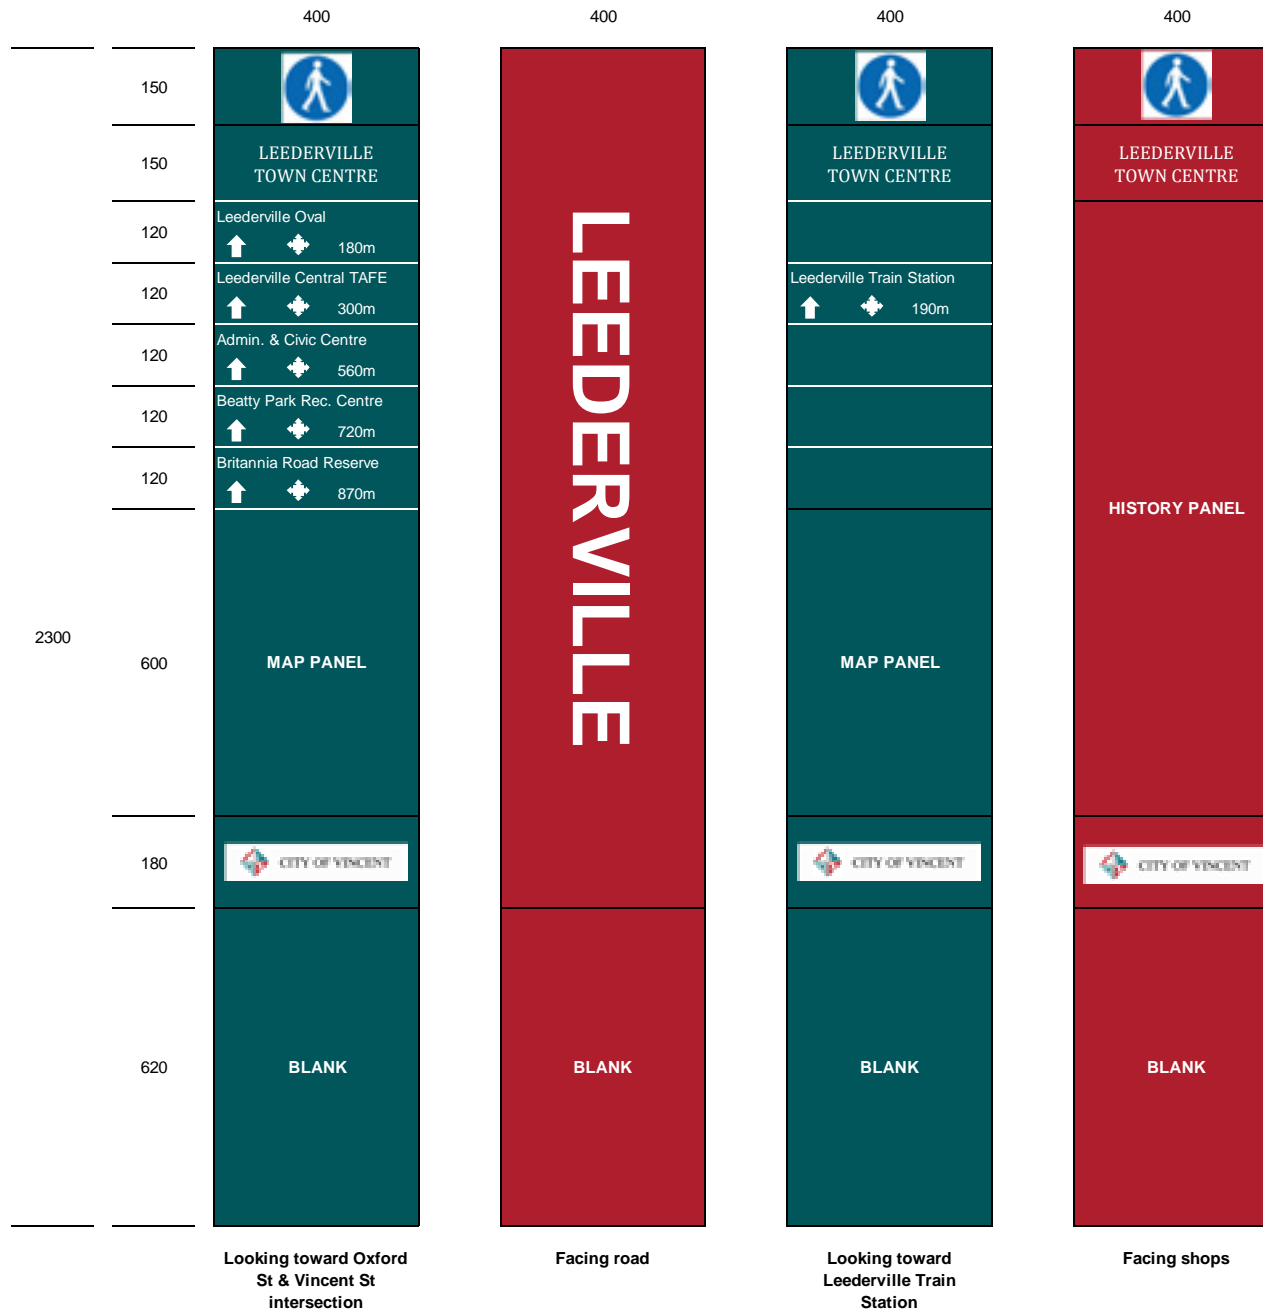 400
400
400
400
2300
150
150
120
120
120
120
120
600
180
620
LEEDERVILLE
TOWN CENTRE
Leederville Oval
180m
Leederville Central TAFE
300m
Admin. & Civic Centre
560m
Beatty Park Rec. Centre
720m
Britannia Road Reserve
870m
MAP PANEL
CITY OF VINCENT
BLANK
Looking toward Oxford
St & Vincent St
intersection
LEEDERVILLE
BLANK
Facing road
LEEDERVILLE
TOWN CENTRE
Leederville Train Station
190m
MAP PANEL
CITY OF VINCENT
BLANK
Looking toward
Leederville Train
Station
LEEDERVILLE
TOWN CENTRE
HISTORY PANEL
CITY OF VINCENT
BLANK
Facing shops